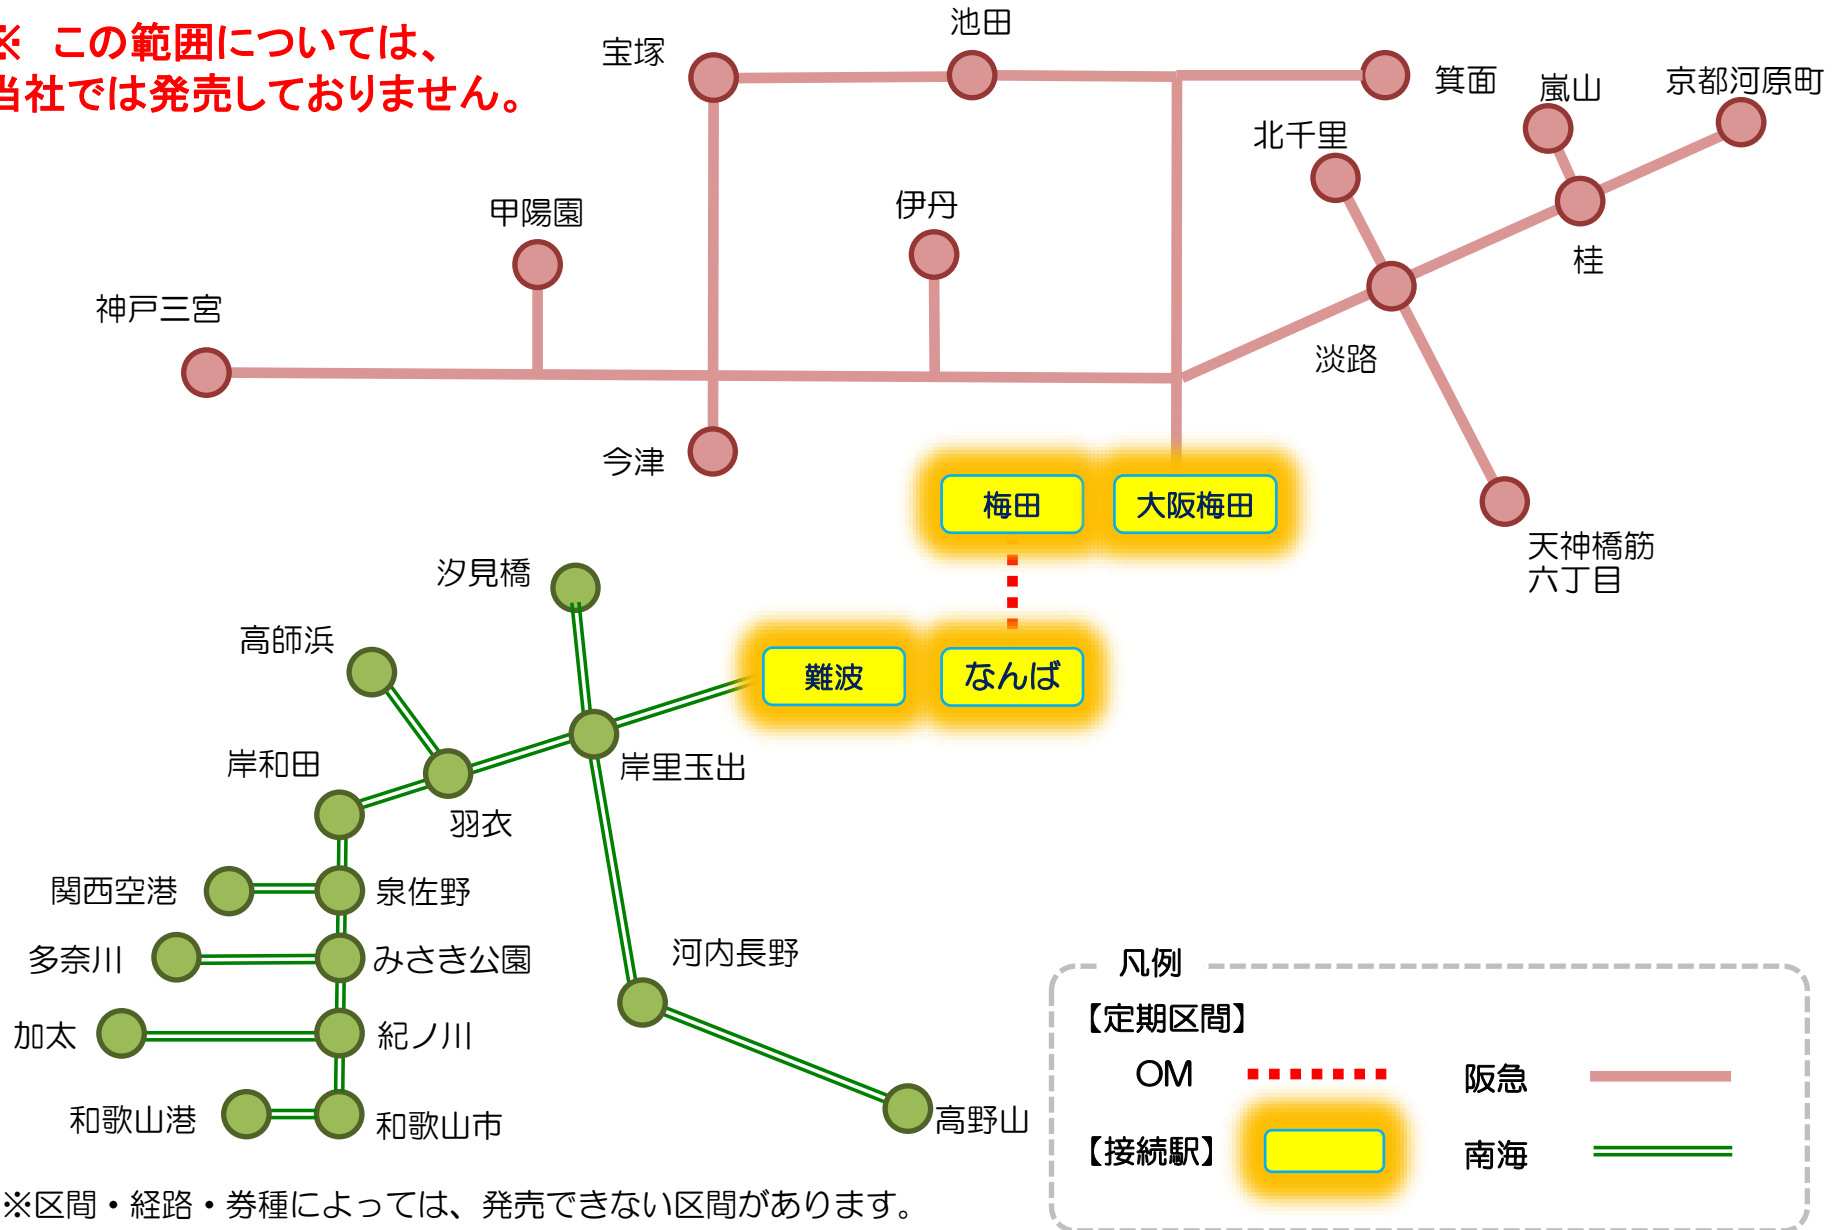 ※ この範囲については、
当社では発売しておりません。
宝塚
池田
箕面
嵐山
京都河原町
北千里
甲陽園
伊丹
桂
神戸三宮
淡路
今津
梅田
大阪梅田
天神橋筋
六丁目
汐見橋
高師浜
難波
なんば
岸和田
岸里玉出
羽衣
関西空港
泉佐野
多奈川
みさき公園
河内長野
加太
紀ノ川
和歌山港
和歌山市
高野山
凡例
【定期区間】
OM
阪急
【接続駅】
南海
※区間・経路・券種によっては、発売できない区間があります。